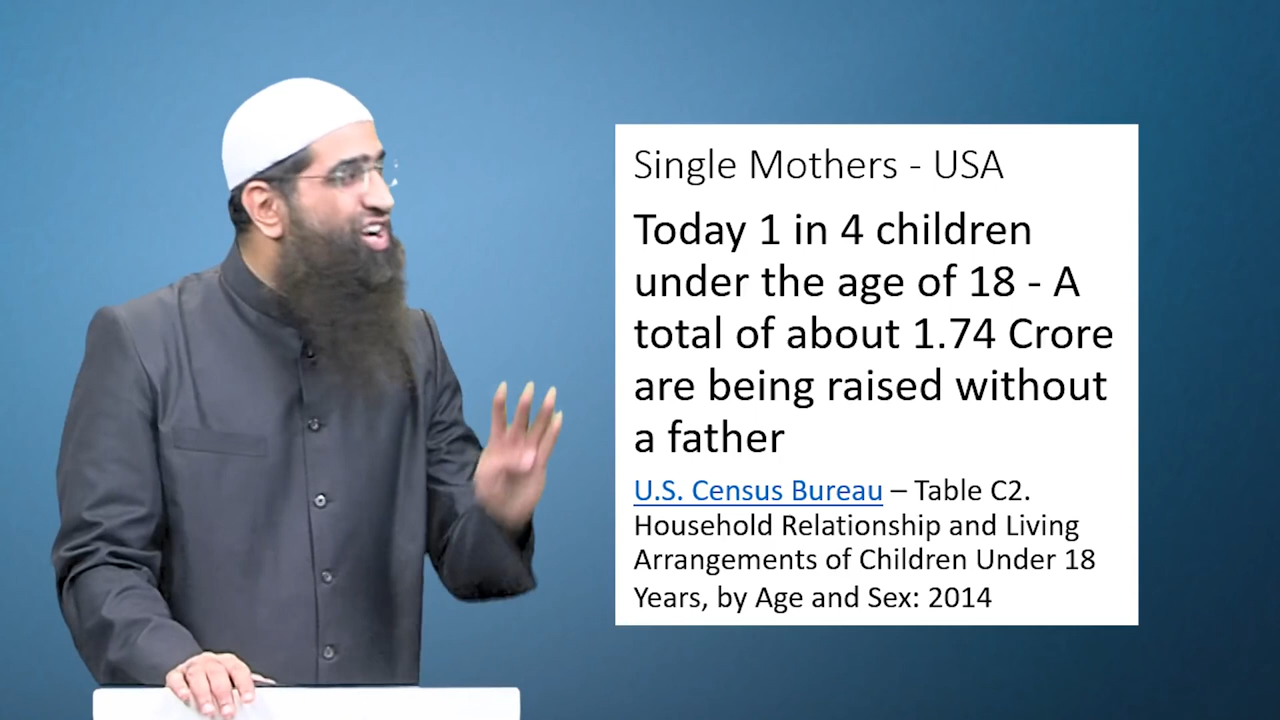 Single Mothers - USA
Today 1 in 4 children
under the age of 18 - A
total of about 1.74 Crore
are being raised without
a father
U.S. Census Bureau – Table C2.
Household Relationship and Living
Arrangements of Children Under 18
Years, by Age and Sex: 2014